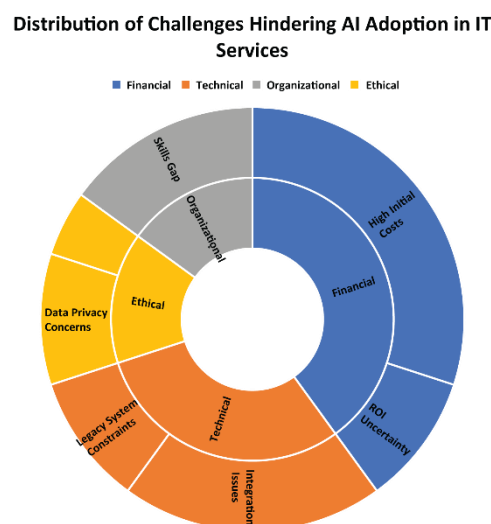 Distribution of Challenges Hindering AI Adoption in IT
Services
Financial
Technical
Organizational
Ethical
Skills Gap
Organizational
High Initial
Costs
Financial
Data Privacy
Concerns
Ethical
ROI
Uncertainty
Legacy System
Constraints
Technical
Integration
Issues